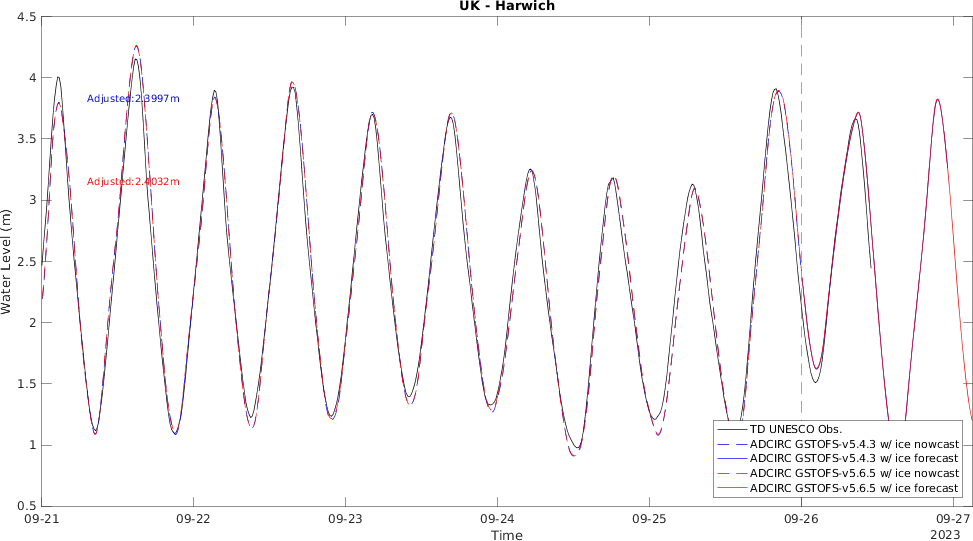 UK - Harwich
4.5
4
3.5
3
2.5
2
1.5
1
0.5
Water Level (m)
Adjusted:2.3997m
Adjusted:2.4032m
TD UNESCO Obs.
ADCIRC GSTOFS-v5.4.3 w/ ice nowcast
ADCIRC GSTOFS-v5.4.3 w/ ice forecast
ADCIRC GSTOFS-v5.6.5 w/ ice nowcast
ADCIRC GSTOFS-v5.6.5 w/ ice forecast
09-21 09-22 09-23 09-24 09-25 09-26 09-27
Time
2023